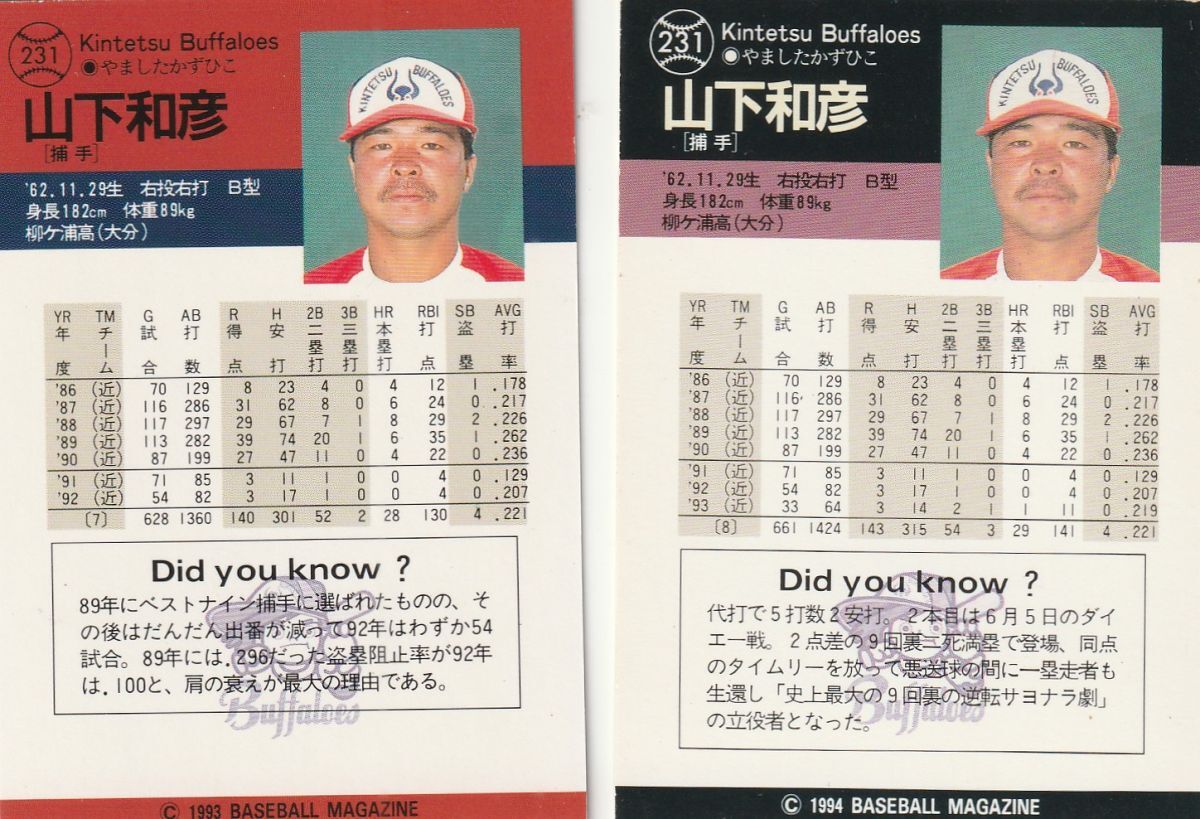 231
Kintetsu Buffaloes
●やましたかずひこ
山下和彦
[捕手]
'62.11.29生 右投右打 B型
身長182cm 体重89kg
柳ケ浦高(大分)
KINTETSU BUFFALOES
YR TM G AB R H 2B 3B HR RBI SB AVG
年度 チーム 試合 打数 得点 安打 二塁打 三塁打 本塁打 打点 盗塁 打率
'86 (近) 70 129 8 23 4 0 4 12 1 .178
'87 (近) 116 286 31 62 8 0 6 24 0 .217
'88 (近) 117 297 29 67 7 1 8 29 2 .226
'89 (近) 113 282 39 74 20 1 6 35 1 .262
'90 (近) 87 199 27 47 11 0 4 22 0 .236
'91 (近) 71 85 3 11 1 0 0 4 0 .129
'92 (近) 54 82 3 17 1 0 0 4 0 .207
〔7〕 628 1360 140 301 52 2 28 130 4 .221
Did you know ?
89年にベストナイン捕手に選ばれたものの、そ
の後はだんだん出番が減って92年はわずか54
試合。89年には.296だった盗塁阻止率が92年
は.100と、肩の衰えが最大の理由である。
Buffaloes
© 1993 BASEBALL MAGAZINE
231
Kintetsu Buffaloes
●やましたかずひこ
山下和彦
[捕手]
'62.11.29生 右投右打 B型
身長182cm 体重89kg
柳ケ浦高(大分)
KINTETSU BUFFALOES
YR TM G AB R H 2B 3B HR RBI SB AVG
年度 チーム 試合 打数 得点 安打 二塁打 三塁打 本塁打 打点 盗塁 打率
'86 (近) 70 129 8 23 4 0 4 12 1 .178
'87 (近) 116 286 31 62 8 0 6 24 0 .217
'88 (近) 117 297 29 67 7 1 8 29 2 .226
'89 (近) 113 282 39 74 20 1 6 35 1 .262
'90 (近) 87 199 27 47 11 0 4 22 0 .236
'91 (近) 71 85 3 11 1 0 0 4 0 .129
'92 (近) 54 82 3 17 1 0 0 4 0 .207
'93 (近) 33 64 3 14 2 1 1 11 0 .219
〔8〕 661 1424 143 315 54 3 29 141 4 .221
Did you know ?
代打で5打数2安打。2本目は6月5日のダイ
エー戦。2点差の9回裏二死満塁で登場、同点
のタイムリーを放って悪送球の間に一塁走者も
生還し「史上最大の9回裏の逆転サヨナラ劇」
の立役者となった。
Buffaloes
© 1994 BASEBALL MAGAZINE